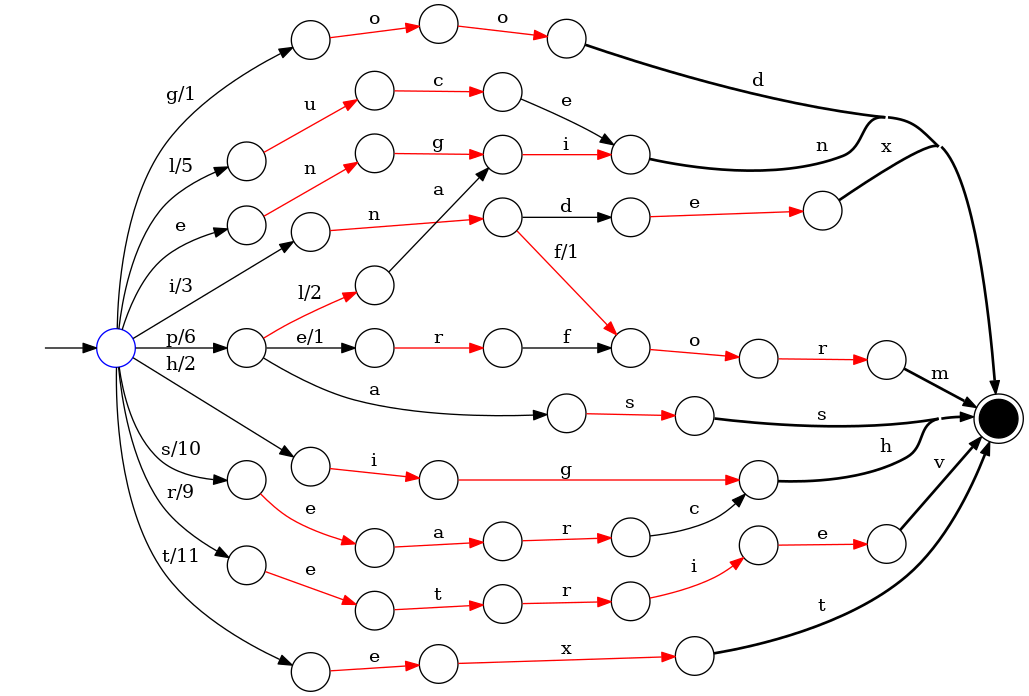 g/1 o o d
l/5 u c e
e n g i n x
i/3 n d e
a
l/2 f/1
p/6 e/1 r f o r m
h/2 a s s
i g h
s/10 e a r c v
r/9 e t r i e
t/11 e x t